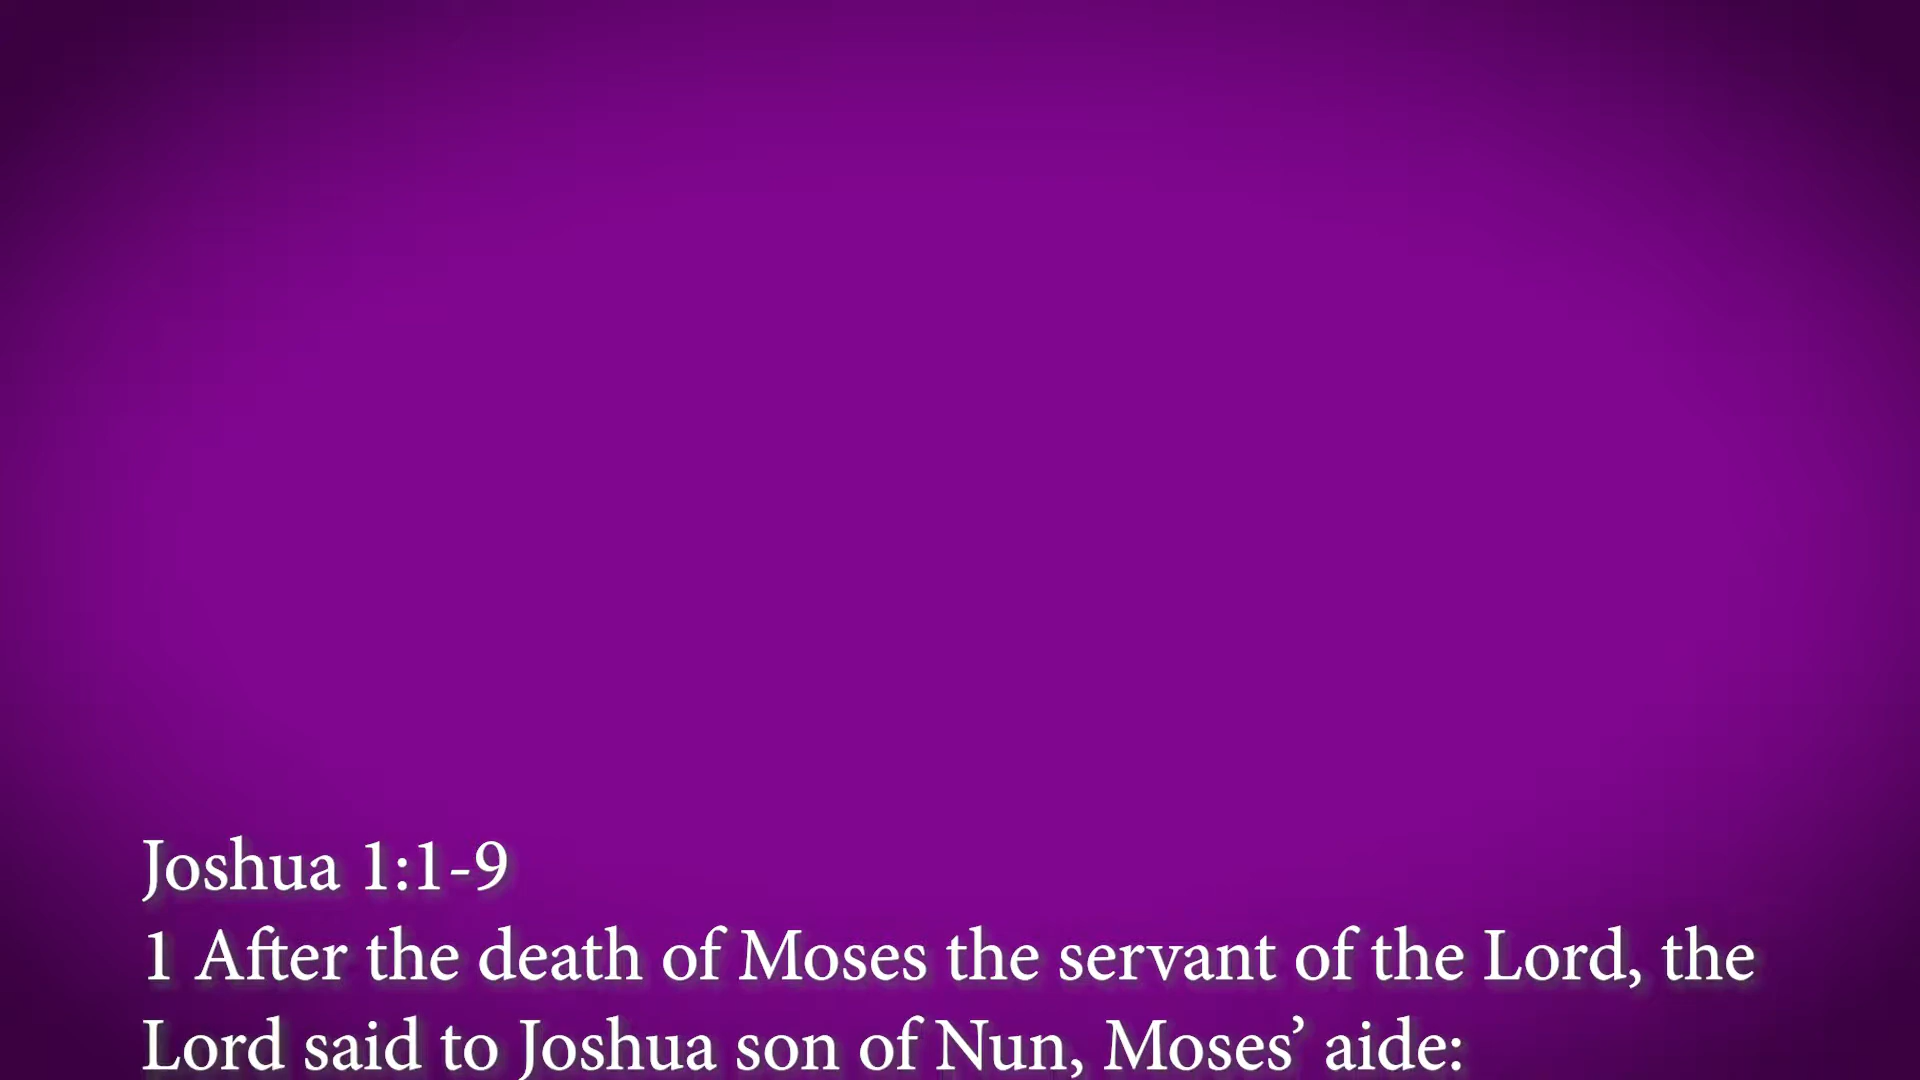 Joshua 1:1-9
1 After the death of Moses the servant of the Lord, the
Lord said to Joshua son of Nun, Moses’ aide: